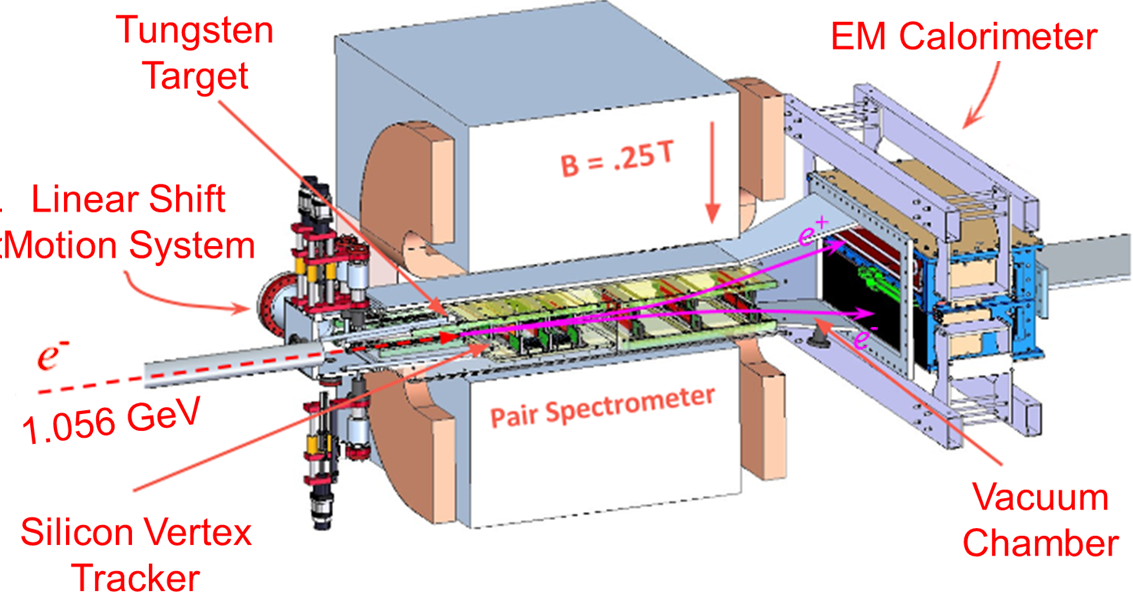 Tungsten
Target
EM Calorimeter
B = .25T
Linear Shift
Motion System
e+
e-
e-
1.056 GeV
Pair Spectrometer
Silicon Vertex
Tracker
Vacuum
Chamber